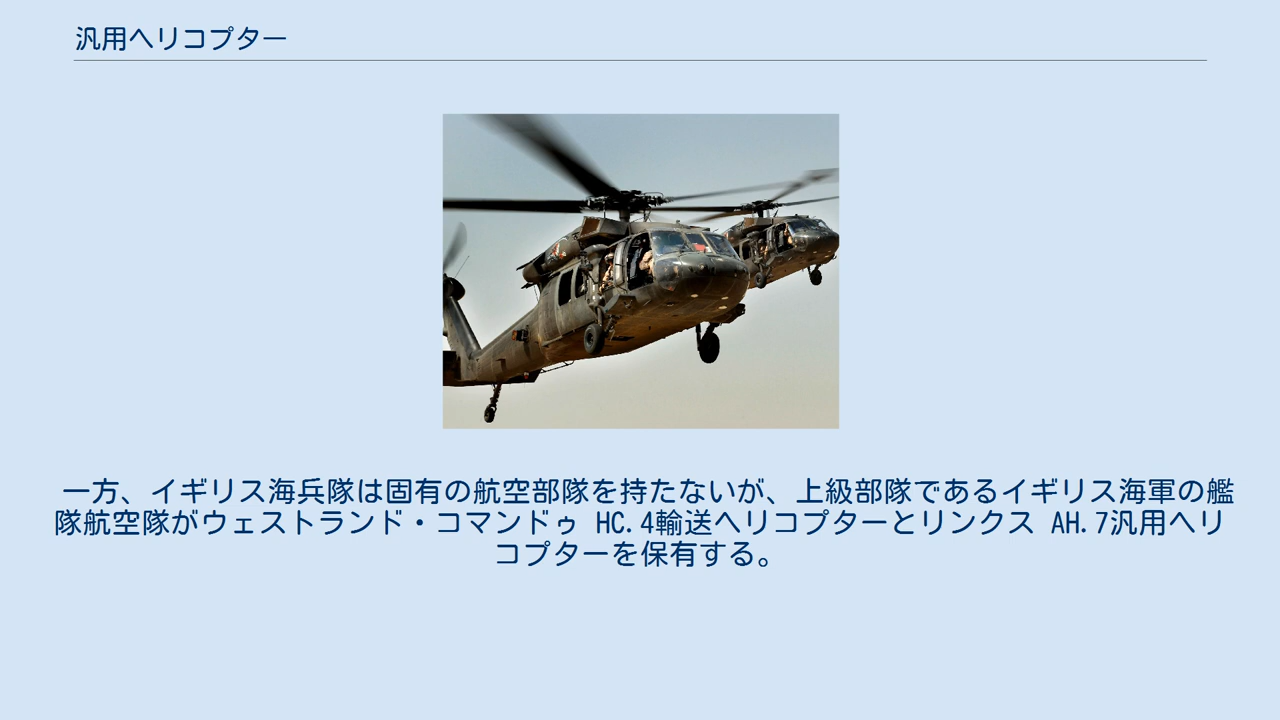 汎用ヘリコプター
一方、イギリス海兵隊は固有の航空部隊を持たないが、上級部隊であるイギリス海軍の艦
隊航空隊がウェストランド・コマンドゥ HC.4輸送ヘリコプターとリンクス AH.7汎用ヘリ
コプターを保有する。